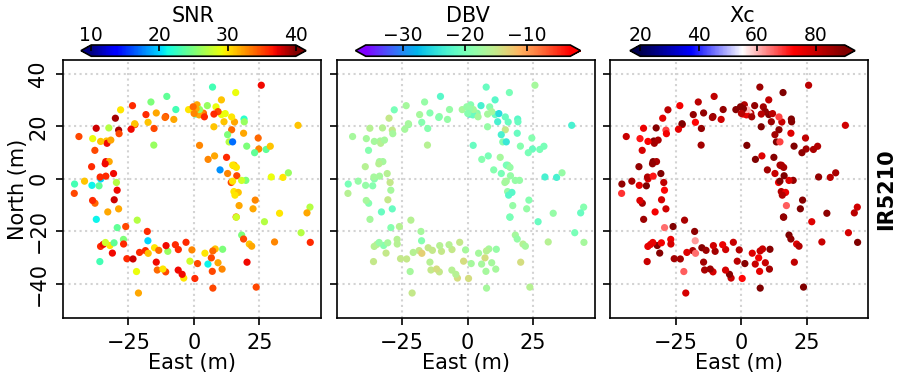 SNR DBV Xc
10 20 30 40 −30 −20 −10 20 40 60 80
40
20
0
−20
−40
North (m)
IR5210
−25 0 25 −25 0 25 −25 0 25
East (m) East (m) East (m)